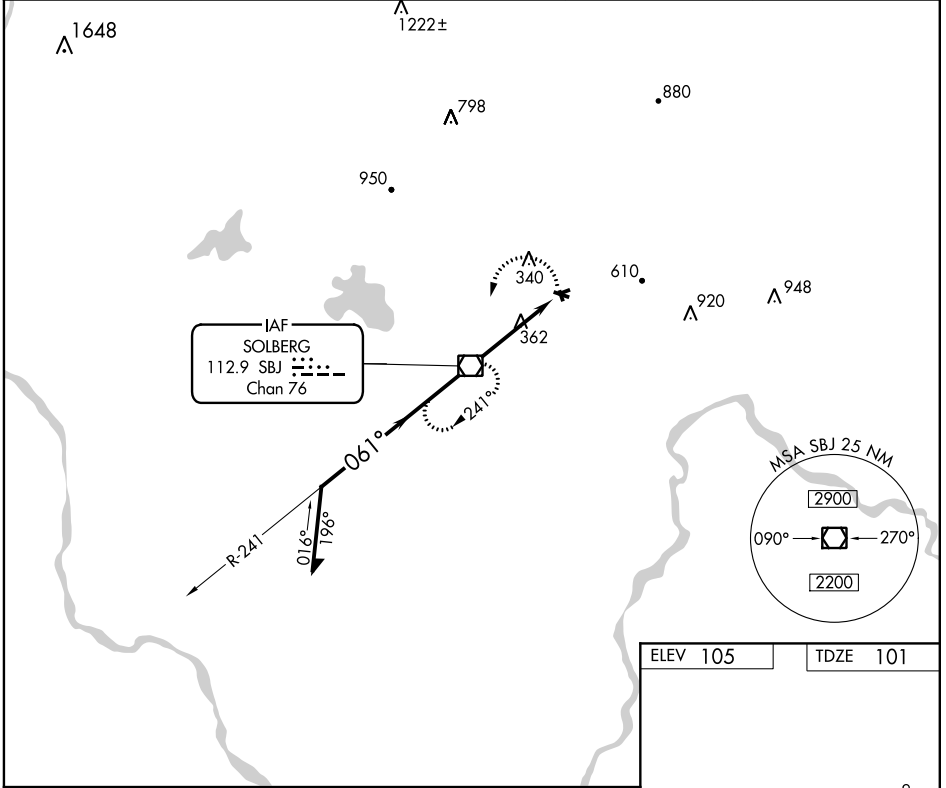 1648
1222±
798
880
950
340
610
920
948
362
IAF
SOLBERG
112.9 SBJ
Chan 76
241°
061°
R-241
016°
196°
MSA SBJ 25 NM
2900
090°
270°
2200
ELEV 105
TDZE 101